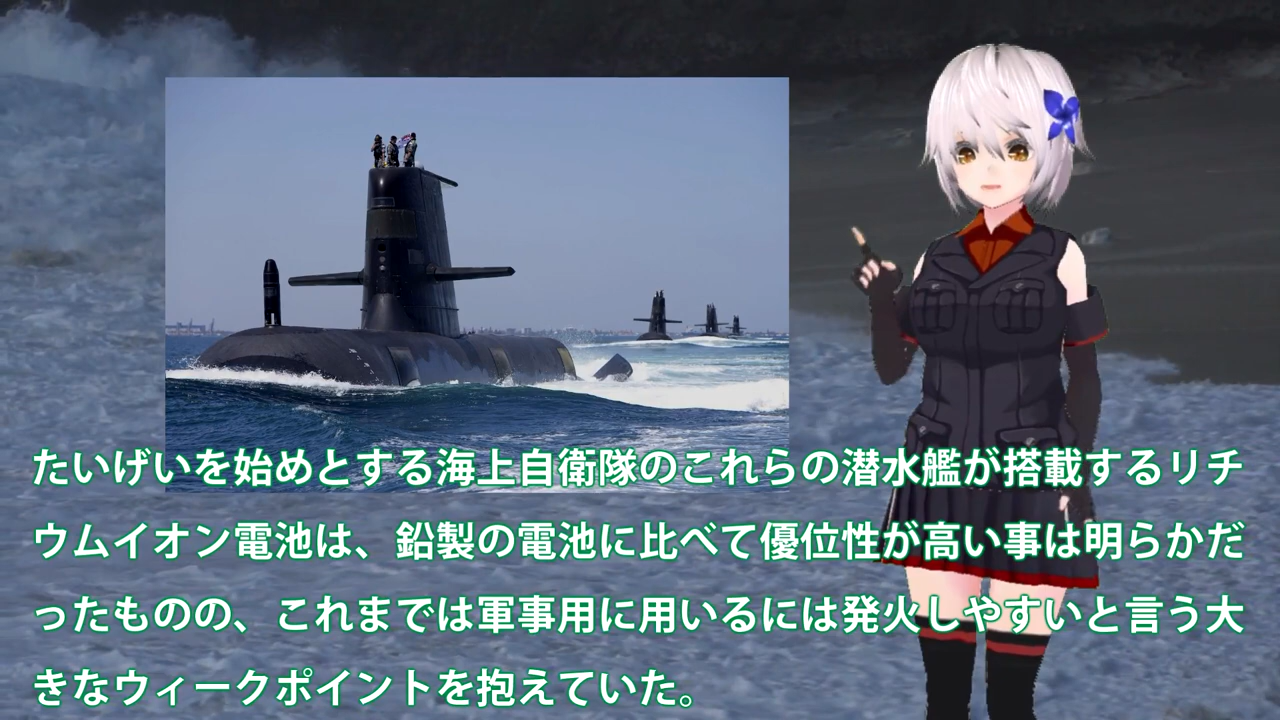 たいげいを始めとする海上自衛隊のこれらの潜水艦が搭載するリチ
ウムイオン電池は、鉛製の電池に比べて優位性が高い事は明らかだ
ったものの、これまでは軍事用に用いるには発火しやすいと言う大
きなウィークポイントを抱えていた。